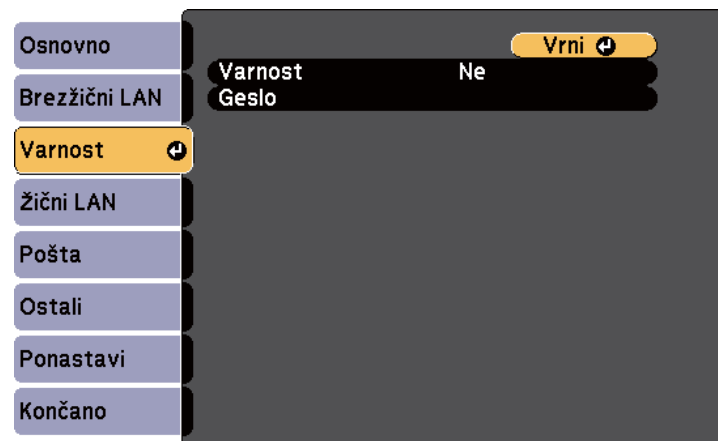 Osnovno
Brezžični LAN
Varnost
Žični LAN
Pošta
Ostali
Ponastavi
Končano
Vrni
Varnost Ne
Geslo